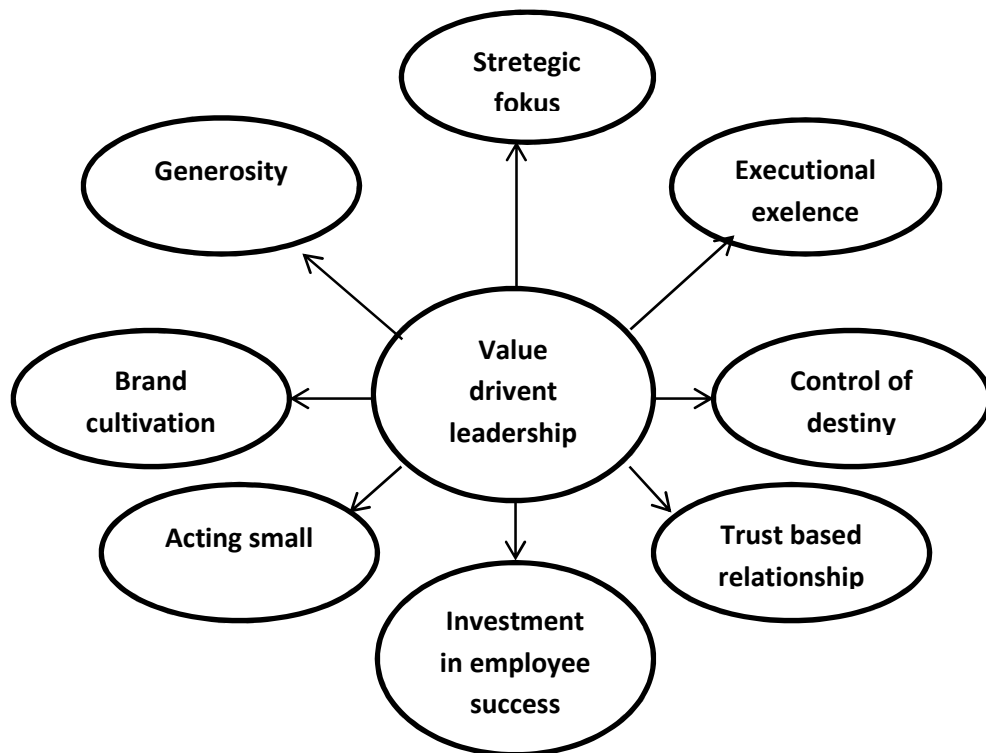 Stretegic
fokus
Generosity
Executional
exelence
Value
drivent
leadership
Brand
cultivation
Control of
destiny
Acting small
Trust based
relationship
Investment
in employee
success